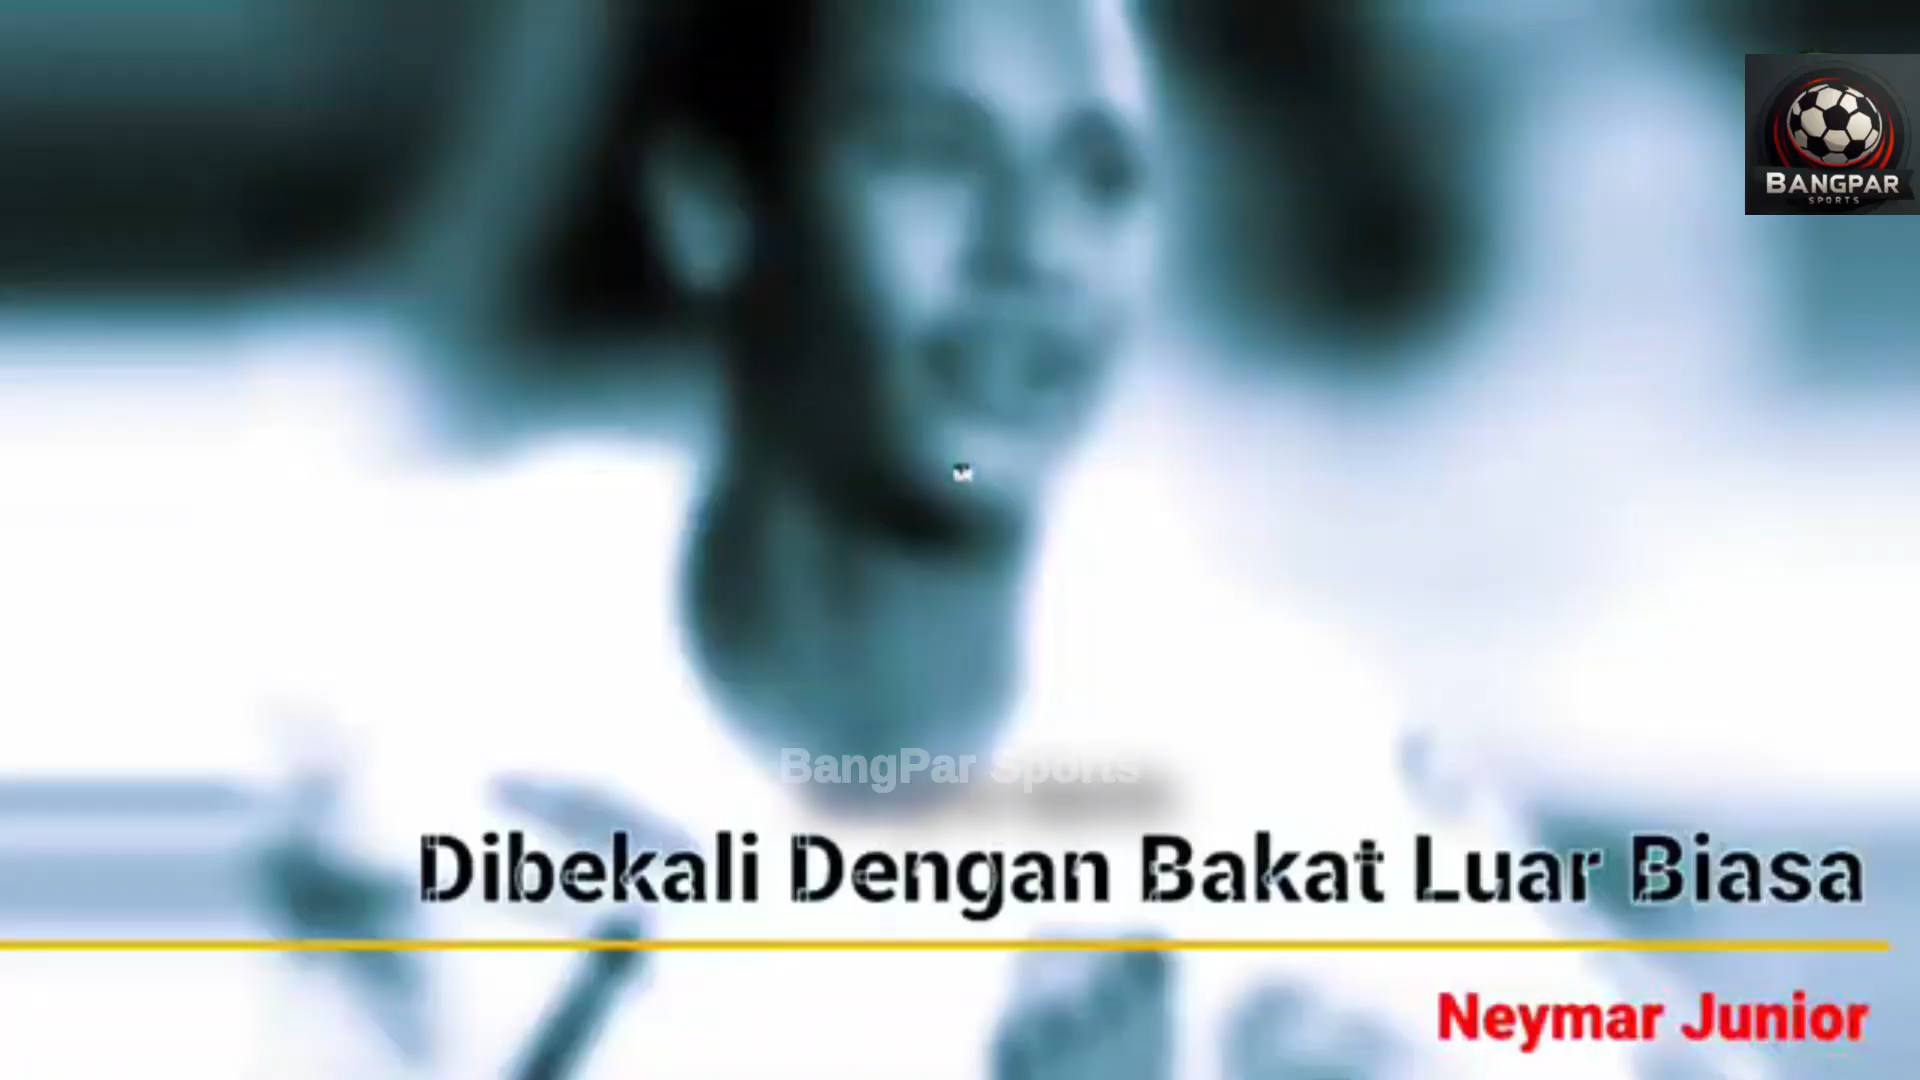 BANGPAR
SPORTS
BangPar Sports
Dibekali Dengan Bakat Luar Biasa
Neymar Junior